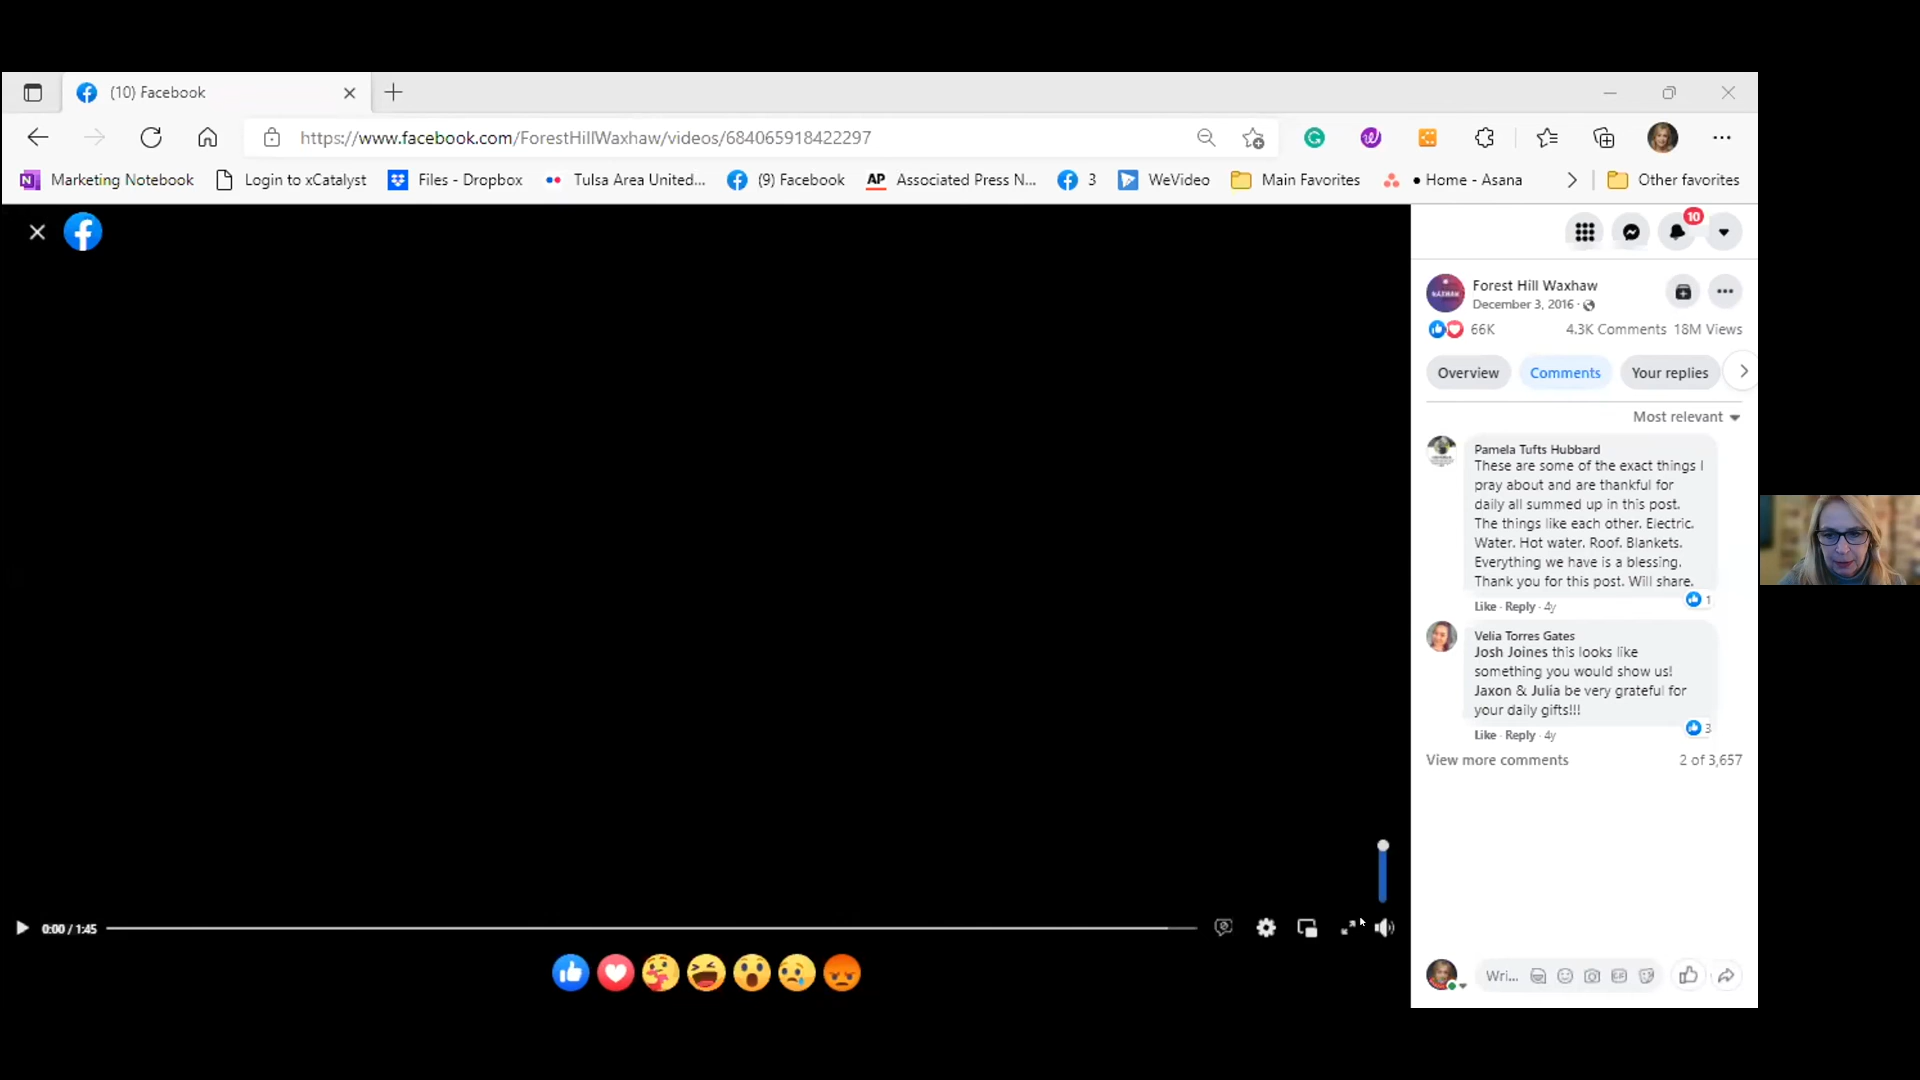 (10) Facebook
https://www.facebook.com/ForestHillWaxhaw/videos/684065918422297
Marketing Notebook
Login to xCatalyst
Files - Dropbox
Tulsa Area United...
(9) Facebook
AP
Associated Press N...
3
WeVideo
Main Favorites
• Home - Asana
Other favorites
10
WAXHAW
Forest Hill Waxhaw
December 3, 2016 ·
66K
4.3K Comments 18M Views
Overview
Comments
Your replies
Most relevant
Pamela Tufts Hubbard
These are some of the exact things I
pray about and are thankful for
daily all summed up in this post.
The things like each other. Electric.
Water. Hot water. Roof. Blankets.
Everything we have is a blessing.
Thank you for this post. Will share.
1
Like · Reply · 4y
Velia Torres Gates
Josh Joines this looks like
something you would show us!
Jaxon & Julia be very grateful for
your daily gifts!!!
3
Like · Reply · 4y
View more comments
2 of 3,657
0:00 / 1:45
Wri...
GIF